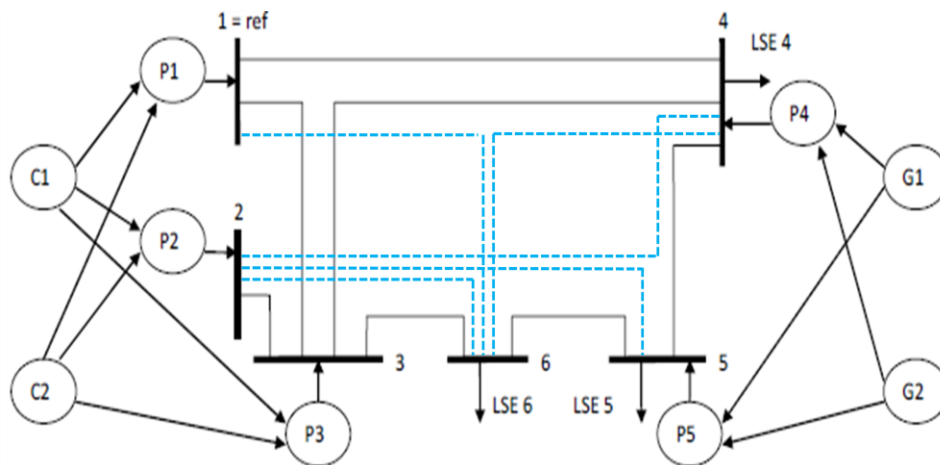 1 = ref
4
LSE 4
P1
P4
C1
G1
2
P2
3
6
5
C2
G2
LSE 6
LSE 5
P3
P5